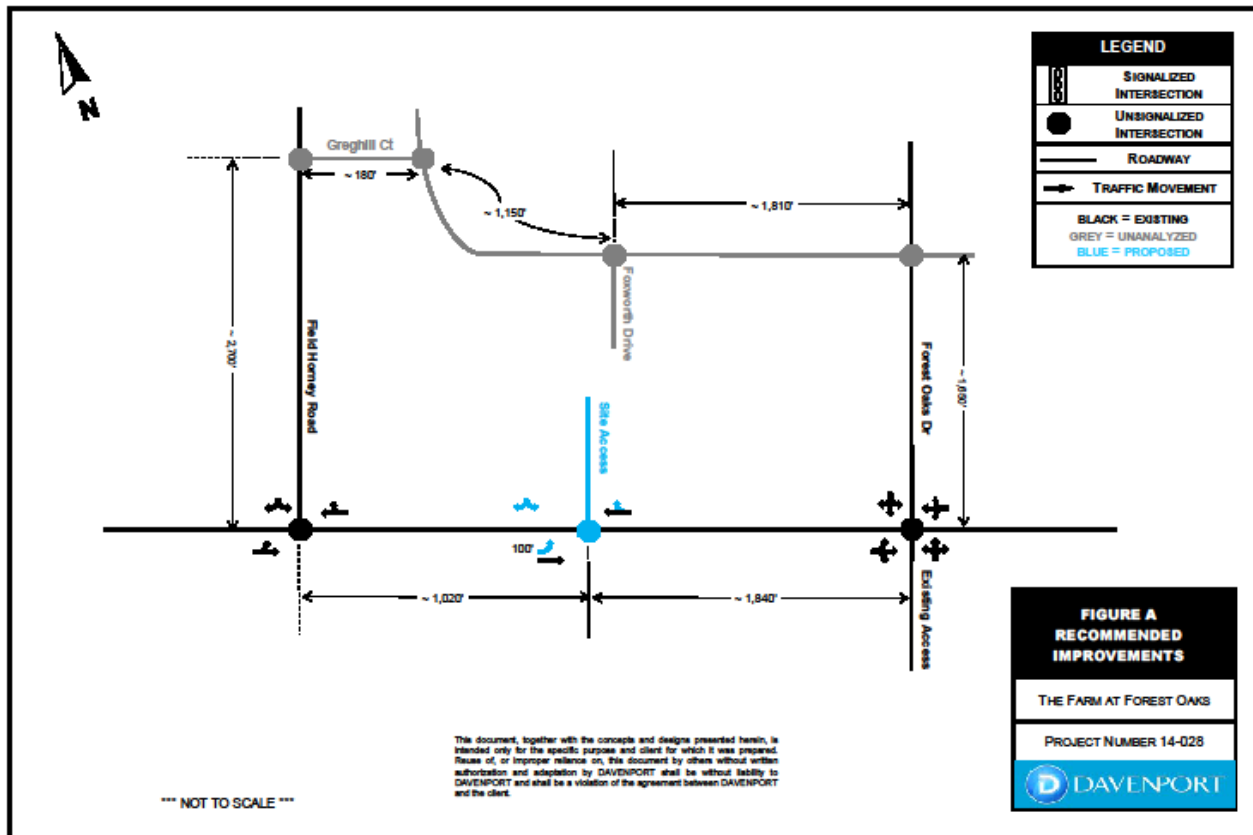 N
LEGEND
SIGNALIZED
INTERSECTION
UNSIGNALIZED
INTERSECTION
ROADWAY
TRAFFIC MOVEMENT
BLACK = EXISTING
GREY = UNANALYZED
BLUE = PROPOSED
Greghill Ct
~ 180'
~ 1,150'
~ 1,810'
Foxworth Drive
~ 2,700'
Field Horney Road
Site Access
Forest Oaks Dr
100'
~ 1,020'
~ 1,840'
Existing Access
FIGURE A
RECOMMENDED
IMPROVEMENTS
THE FARM AT FOREST OAKS
PROJECT NUMBER 14-028
D DAVENPORT
This document, together with the concepts and designs presented herein, is
intended only for the specific purpose and client for which it was prepared.
Reuse of, or improper reliance on, this document by others without written
authorization and adaptation by DAVENPORT shall be without liability to
DAVENPORT and shall be a violation of the agreement between DAVENPORT
and the client.
*** NOT TO SCALE ***